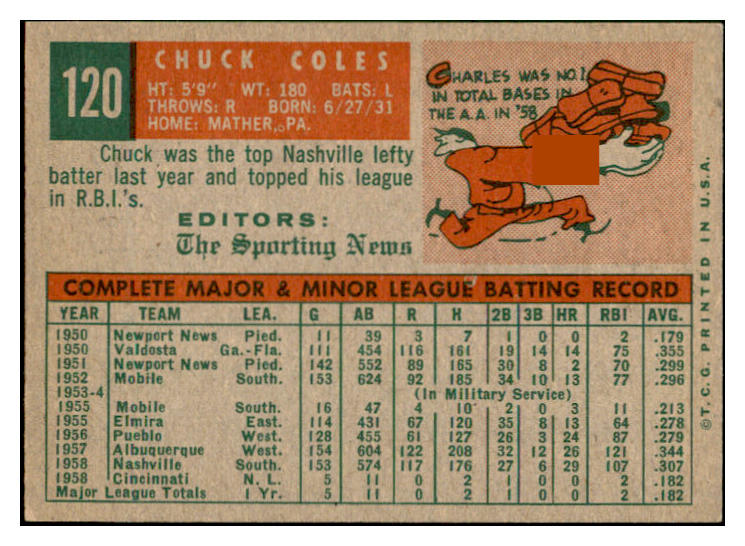 120
CHUCK COLES
HT: 5'9" WT: 180 BATS: L
THROWS: R BORN: 6/27/31
HOME: MATHER, PA.
CHARLES WAS NO. 1
IN TOTAL BASES IN
THE A.A. IN '58
Chuck was the top Nashville lefty
batter last year and topped his league
in R.B.I.'s.
EDITORS:
The Sporting News
COMPLETE MAJOR & MINOR LEAGUE BATTING RECORD
YEAR TEAM LEA. G AB R H 2B 3B HR RBI AVG.
1950 Newport News Pied. 11 39 3 7 1 0 0 2 .179
1950 Valdosta Ga.-Fla. 111 454 116 161 19 14 14 75 .355
1951 Newport News Pied. 142 552 89 165 30 8 2 70 .299
1952 Mobile South. 153 624 92 185 34 10 13 77 .296
1953-4 (In Military Service)
1955 Mobile South. 16 47 4 10 2 0 3 11 .213
1955 Elmira East. 114 431 67 120 35 8 13 64 .278
1956 Pueblo West. 128 455 61 127 26 3 24 87 .279
1957 Albuquerque West. 154 604 122 208 32 12 26 121 .344
1958 Nashville South. 153 574 117 176 27 6 29 107 .307
1958 Cincinnati N. L. 5 11 0 2 1 0 0 2 .182
Major League Totals 1 Yr. 5 11 0 2 1 0 0 2 .182
©T.C.G. PRINTED IN U.S.A.